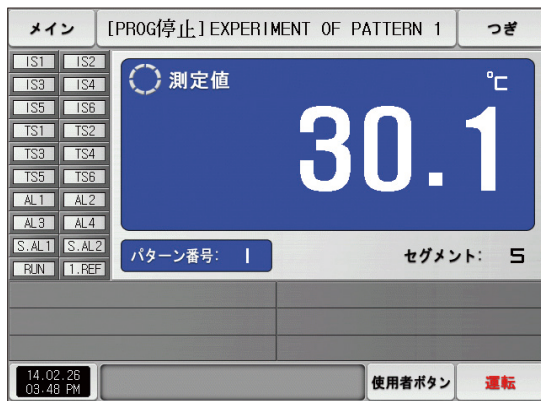 メイン [PROG停止] EXPERIMENT OF PATTERN 1 つぎ
IS1 IS2
IS3 IS4
IS5 IS6
TS1 TS2
TS3 TS4
TS5 TS6
AL1 AL2
AL3 AL4
S.AL1 S.AL2
RUN 1.REF
測定値 ℃
30.1
パターン番号: 1 セグメント: 5
14.02.26
03.48 PM
使用者ボタン 運転